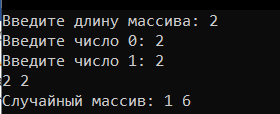 Введите длину массива: 2
Введите число 0: 2
Введите число 1: 2
2 2
Случайный массив: 1 6